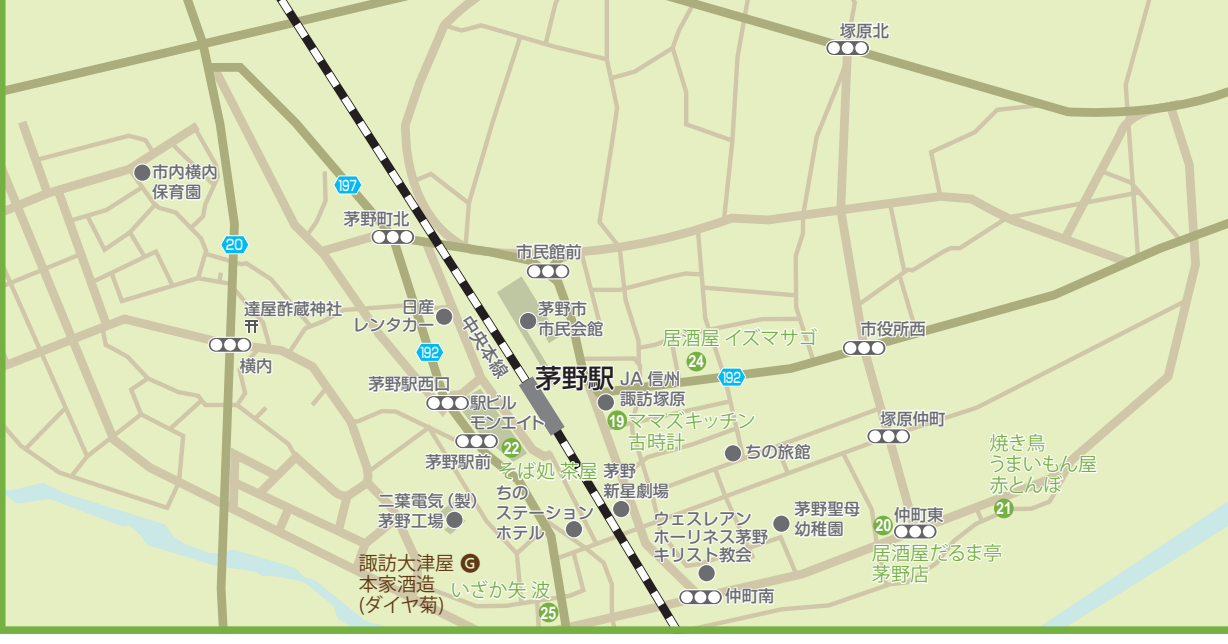 塚原北
市内横内
保育園
197
茅野町北
20
市民館前
達屋酢蔵神社
横内
日産
レンタカー
中央本線
茅野市
市民会館
192
居酒屋 イズマサゴ
24
192
市役所西
茅野駅
JA 信州
諏訪塚原
茅野駅西口
駅ビル
モンエイト
19
ママズキッチン
古時計
塚原仲町
茅野駅前
22
そば処 茶屋
ちの旅館
焼き鳥
うまいもん屋
赤とんぼ
21
茅野
新星劇場
二葉電気(製)
茅野工場
ちの
ステーション
ホテル
ウェスレアン
ホーリネス茅野
キリスト教会
茅野聖母
幼稚園
20
仲町東
居酒屋だるま亭
茅野店
諏訪大津屋
本家酒造
(ダイヤ菊)
G
いざか矢 波
25
仲町南